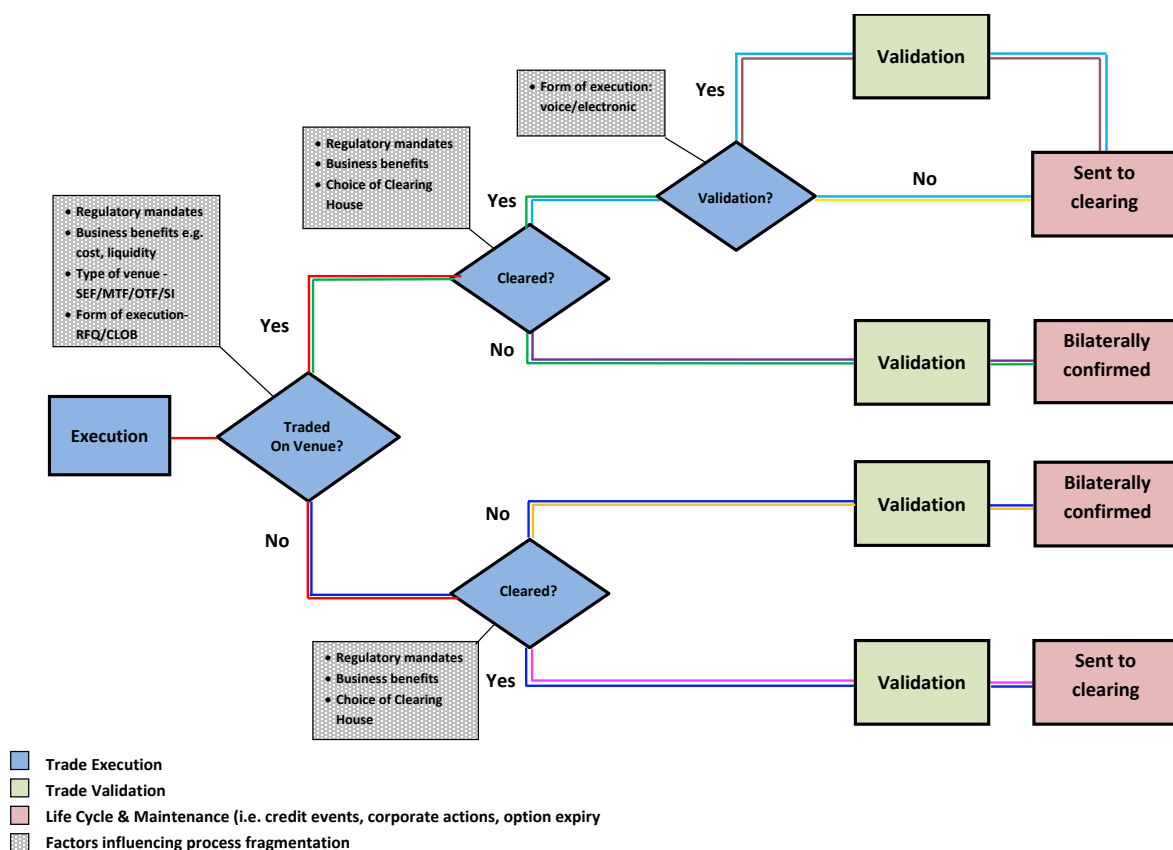 Validation
Yes
• Form of execution:
voice/electronic
• Regulatory mandates
• Business benefits
• Choice of Clearing
House
Yes
Validation?
No
Sent to
clearing
• Regulatory mandates
• Business benefits e.g.
cost, liquidity
• Type of venue -
SEF/MTF/OTF/SI
• Form of execution-
RFQ/CLOB
Cleared?
Yes
No
Validation
Bilaterally
confirmed
Execution
Traded
On Venue?
No
No
Validation
Bilaterally
confirmed
Cleared?
• Regulatory mandates
• Business benefits
• Choice of Clearing
House
Yes
Validation
Sent to
clearing
Trade Execution
Trade Validation
Life Cycle & Maintenance (i.e. credit events, corporate actions, option expiry
Factors influencing process fragmentation